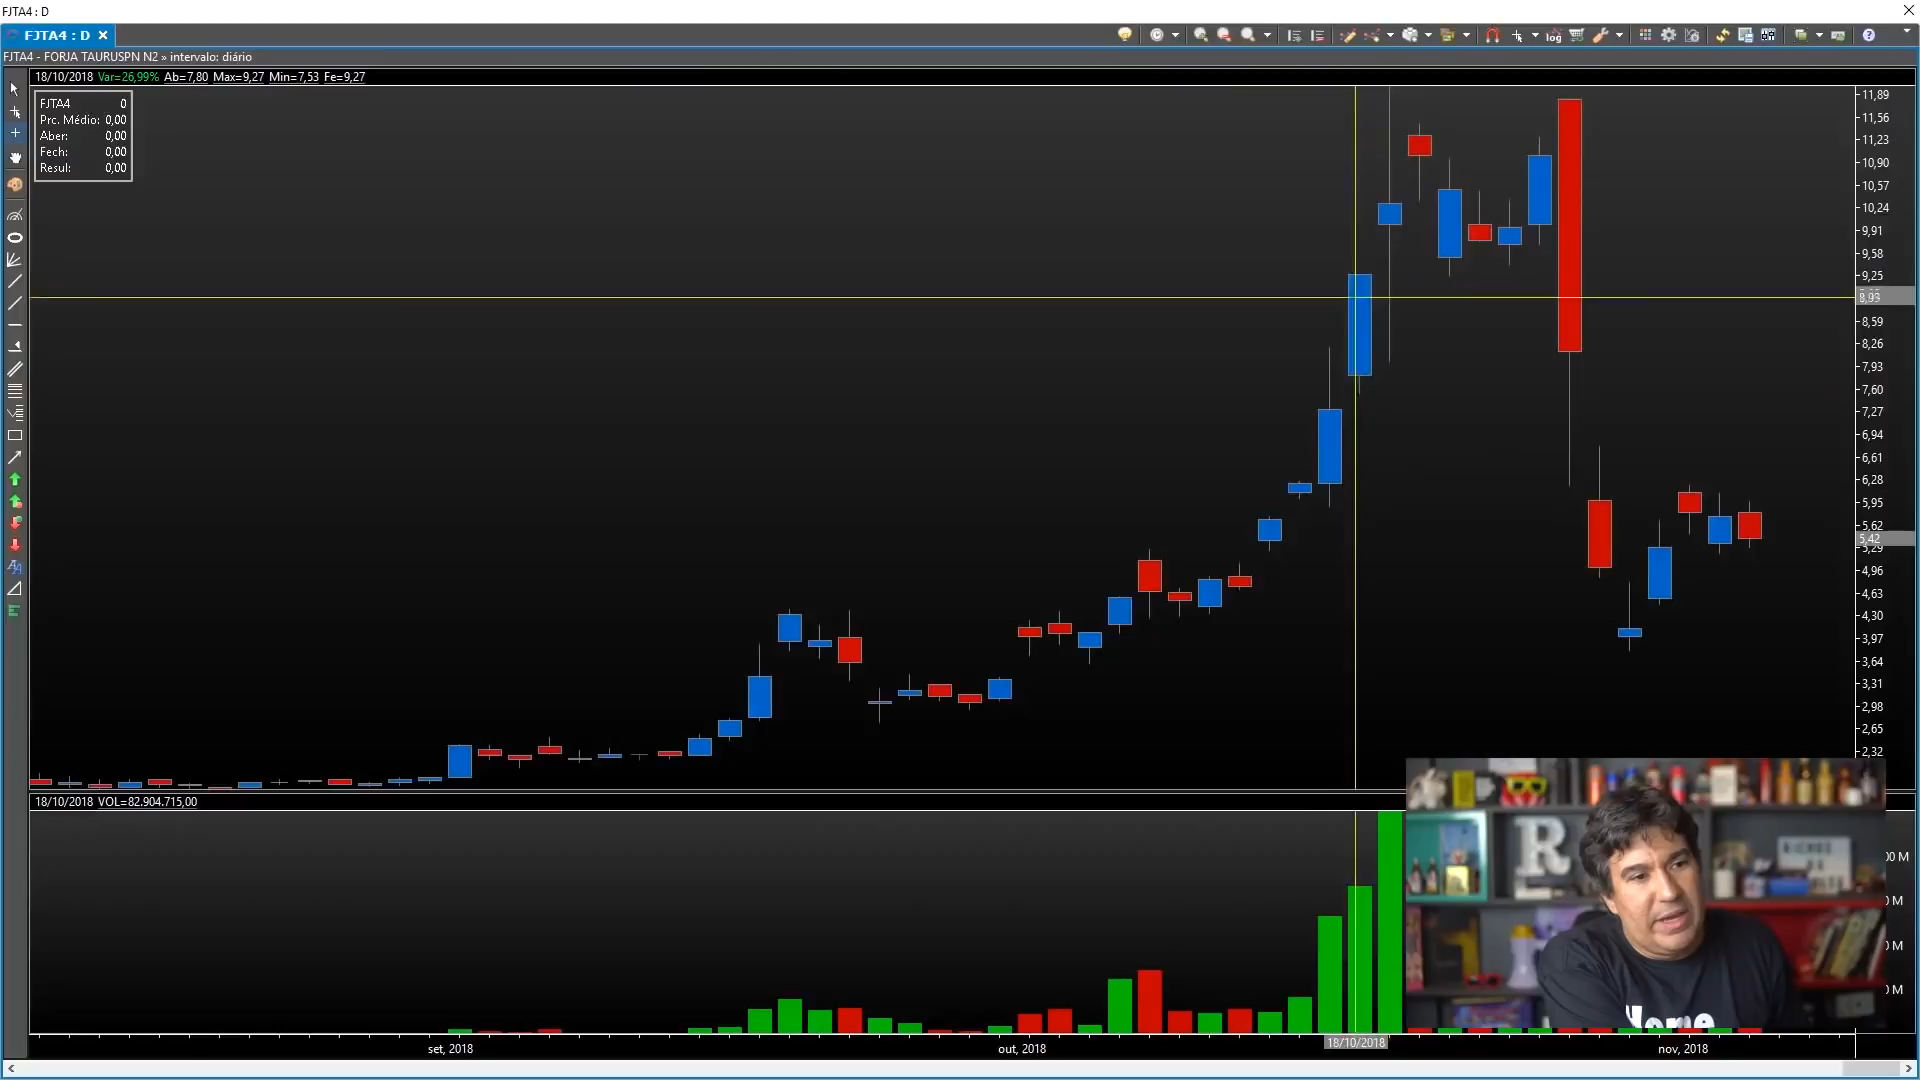 FJTA4 : D
FJTA4 : D
log
FJTA4 - FORJA TAURUSPN N2 » intervalo: diário
18/10/2018 Var=26,99% Ab=7,80 Max=9,27 Min=7,53 Fe=9,27
FJTA4 0
Prc. Médio: 0,00
Aber: 0,00
Fech: 0,00
Resul: 0,00
11,89
11,56
11,23
10,90
10,57
10,24
9,91
9,58
9,25
8,93
8,59
8,26
7,93
7,60
7,27
6,94
6,61
6,28
5,95
5,62
5,42
5,29
4,96
4,63
4,30
3,97
3,64
3,31
2,98
2,65
2,32
18/10/2018 VOL=82.904.715,00
00 M
0 M
0 M
0 M
R
Home
set, 2018
out, 2018
18/10/2018
nov, 2018